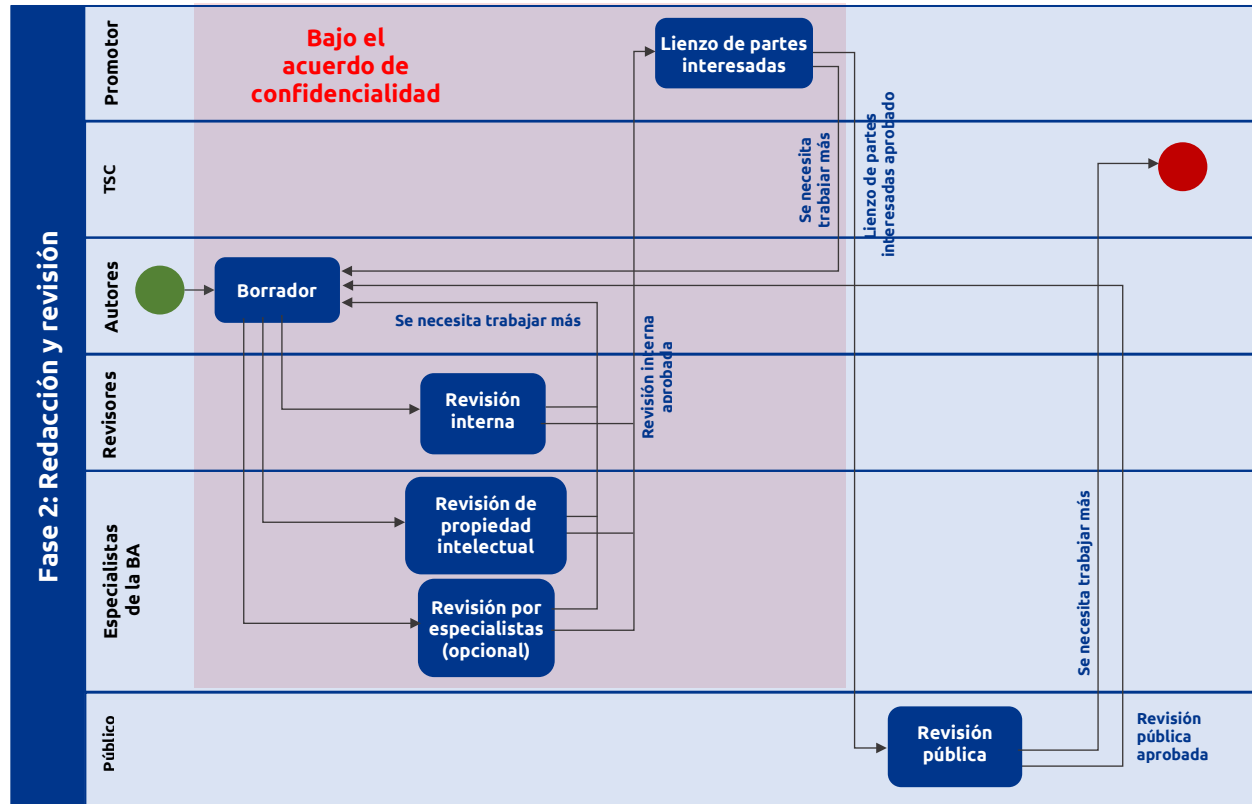 Fase 2: Redacción y revisión
Promotor
Bajo el
acuerdo de
confidencialidad
Lienzo de partes
interesadas
TSC
Se necesita
trabajar más
Lienzo de partes
interesadas aprobado
Autores
Borrador
Se necesita trabajar más
Revisores
Revisión
interna
Revisión interna
aprobada
Especialistas
de la BA
Revisión de
propiedad
intelectual
Revisión por
especialistas
(opcional)
Se necesita trabajar más
Público
Revisión
pública
Revisión
pública
aprobada